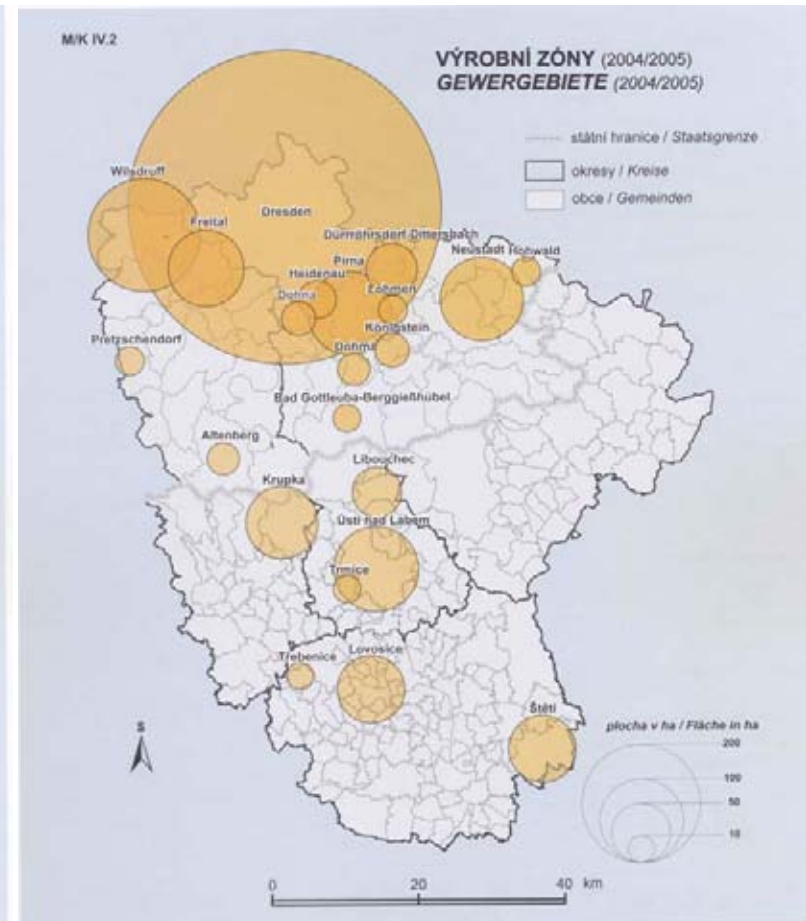 M/K IV.2
VÝROBNÍ ZÓNY (2004/2005)
GEWERGEBIETE (2004/2005)
státní hranice / Staatsgrenze
okresy / Kreise
obce / Gemeinden
Wilsdruff
Dresden
Freital
Dürrröhrsdorf-Dittersbach
Pirna
Neustadt
Hohwald
Heidenau
Lohmen
Dohna
Königstein
Pretzschendorf
Dohma
Bad Gottleuba-Berggießhübel
Altenberg
Libouchec
Krupka
Ústí nad Labem
Trmice
Třebenice
Lovosice
Štětí
plocha v ha / Fläche in ha
200
100
50
10
S
0 20 40 km